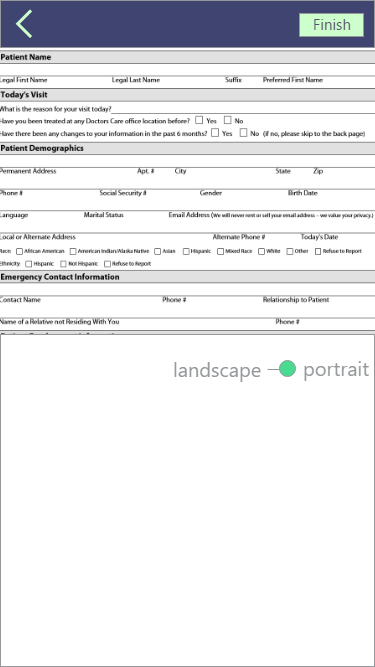 Finish
Patient Name
Legal First Name Legal Last Name Suffix Preferred First Name
Today's Visit
What is the reason for your visit today?
Have you been treated at any Doctors Care office location before? Yes No
Have there been any changes to your information in the past 6 months? Yes No (if no, please skip to the back page)
Patient Demographics
Permanent Address Apt. # City State Zip
Phone # Social Security # Gender Birth Date
Language Marital Status Email Address (We will never rent or sell your email address – we value your privacy.)
Local or Alternate Address Alternate Phone # Today's Date
Race: African American American Indian/Alaska Native Asian Hispanic Mixed Race White Other Refuse to Report
Ethnicity: Hispanic Not Hispanic Refuse to Report
Emergency Contact Information
Contact Name Phone # Relationship to Patient
Name of a Relative not Residing With You Phone #
landscape portrait